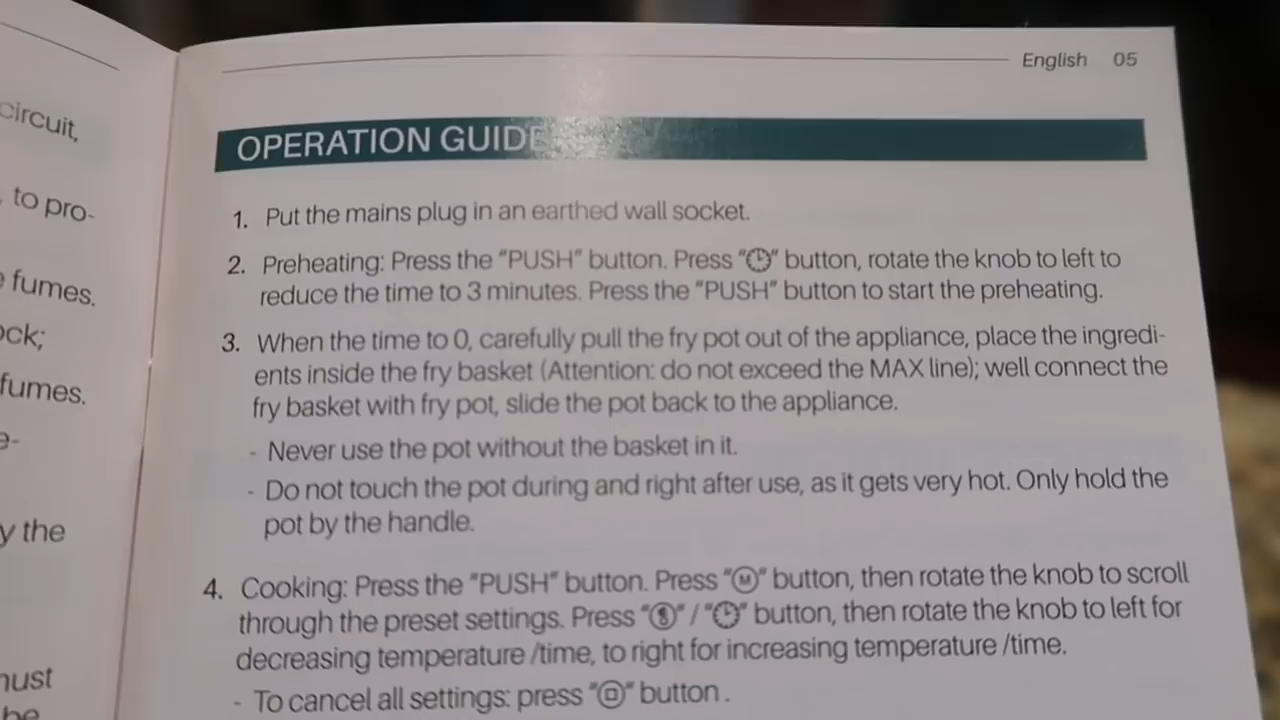 circuit,
to pro-
fumes.
ock;
fumes.
e-
y the
nust
be
English 05
OPERATION GUIDE
1. Put the mains plug in an earthed wall socket.
2. Preheating: Press the "PUSH" button. Press "" button, rotate the knob to left to
reduce the time to 3 minutes. Press the "PUSH" button to start the preheating.
3. When the time to 0, carefully pull the fry pot out of the appliance, place the ingredi-
ents inside the fry basket (Attention: do not exceed the MAX line); well connect the
fry basket with fry pot, slide the pot back to the appliance.
- Never use the pot without the basket in it.
- Do not touch the pot during and right after use, as it gets very hot. Only hold the
pot by the handle.
4. Cooking: Press the "PUSH" button. Press "M" button, then rotate the knob to scroll
through the preset settings. Press "" / "" button, then rotate the knob to left for
decreasing temperature /time, to right for increasing temperature /time.
- To cancel all settings: press "" button .